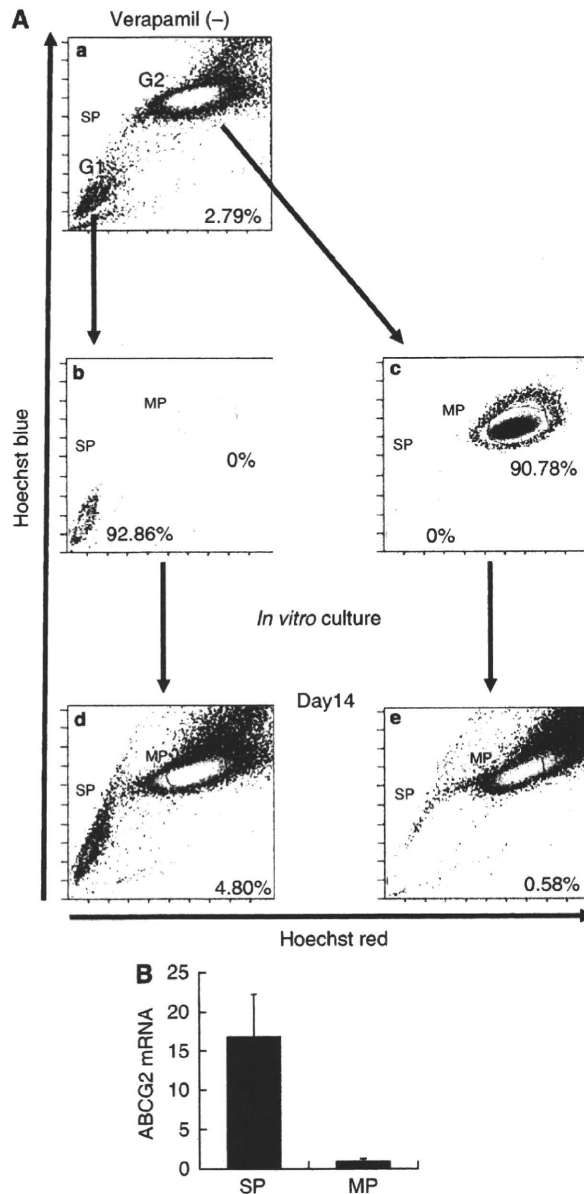 A
Verapamil (–)
a
G2
SP
G1
2.79%
b
MP
SP
0%
92.86%
c
MP
SP
90.78%
0%
Hoechst blue
In vitro culture
Day14
d
MP
SP
4.80%
e
MP
SP
0.58%
Hoechst red
B
ABCG2 mRNA
25
20
15
10
5
0
SP
MP